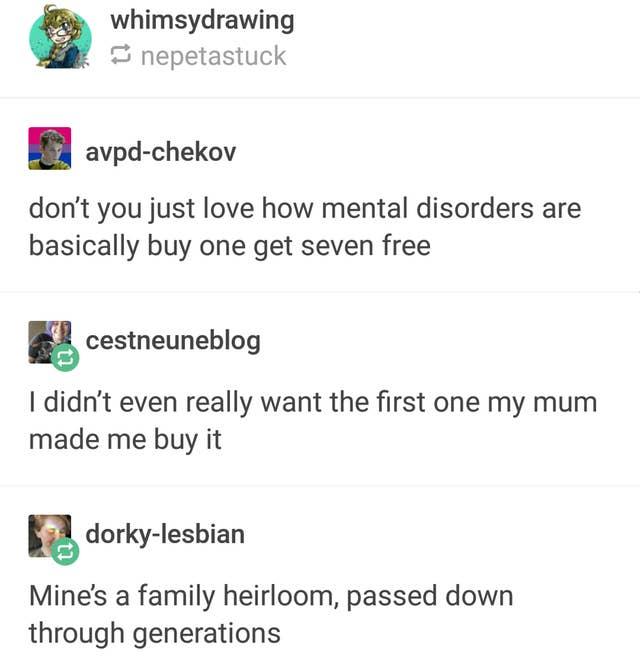 whimsydrawing
nepetastuck
avpd-chekov
don't you just love how mental disorders are
basically buy one get seven free
cestneuneblog
I didn't even really want the first one my mum
made me buy it
dorky-lesbian
Mine's a family heirloom, passed down
through generations